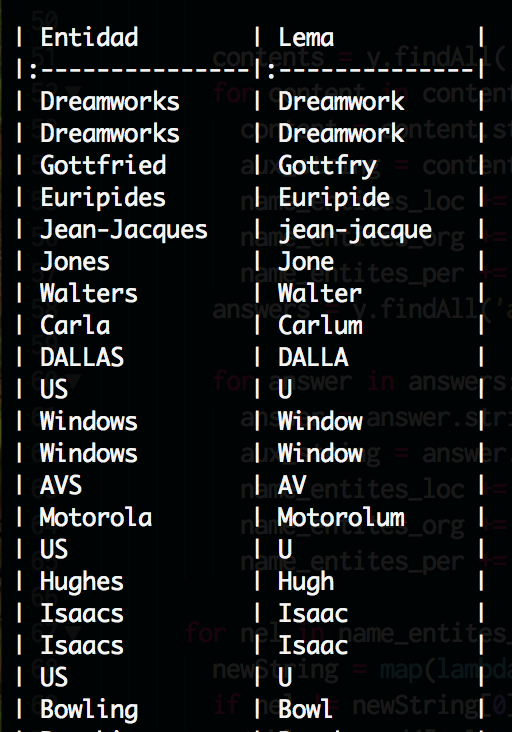 | Entidad | Lema |
|:---------------|:---------------|
| Dreamworks | Dreamwork |
| Dreamworks | Dreamwork |
| Gottfried | Gottfry |
| Euripides | Euripide |
| Jean-Jacques | jean-jacque |
| Jones | Jone |
| Walters | Walter |
| Carla | Carlum |
| DALLAS | DALLA |
| US | U |
| Windows | Window |
| Windows | Window |
| AVS | AV |
| Motorola | Motorolum |
| US | U |
| Hughes | Hugh |
| Isaacs | Isaac |
| Isaacs | Isaac |
| US | U |
| Bowling | Bowl |